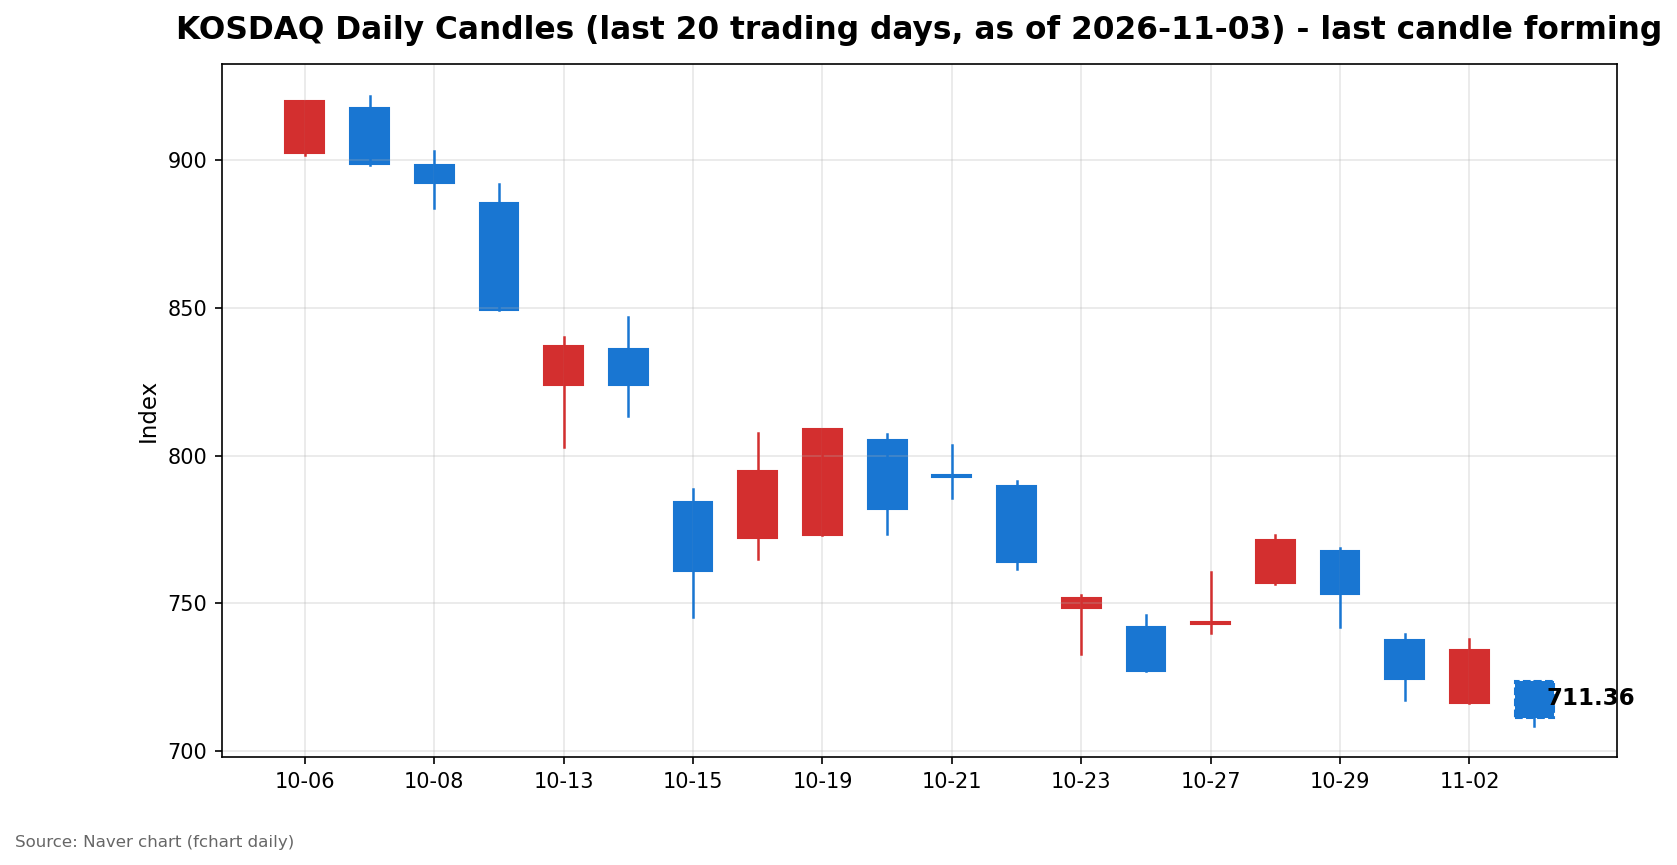 KOSDAQ Daily Candles (last 20 trading days, as of 2026-11-03) - last candle forming
Index
900
850
800
750
700
711.36
10-06 10-08 10-13 10-15 10-19 10-21 10-23 10-27 10-29 11-02
Source: Naver chart (fchart daily)